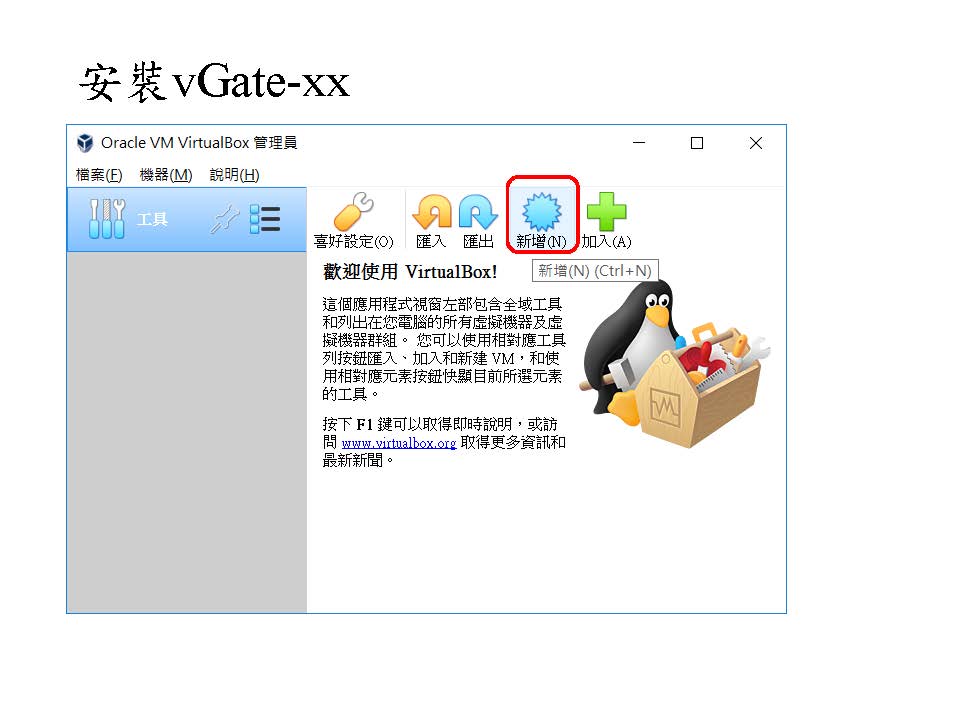 安裝vGate-xx
Oracle VM VirtualBox 管理員
檔案(F) 機器(M) 說明(H)
工具
喜好設定(O) 匯入 匯出 新增(N) 加入(A)
新增(N) (Ctrl+N)
歡迎使用 VirtualBox!
這個應用程式視窗左部包含全域工具
和列出在您電腦的所有虛擬機器及虛
擬機器群組。 您可以使用相對應工具
列按鈕匯入、加入和新建 VM，和使
用相對應元素按鈕快顯目前所選元素
的工具。
按下 F1 鍵可以取得即時說明，或訪
問 www.virtualbox.org 取得更多資訊和
最新新聞。